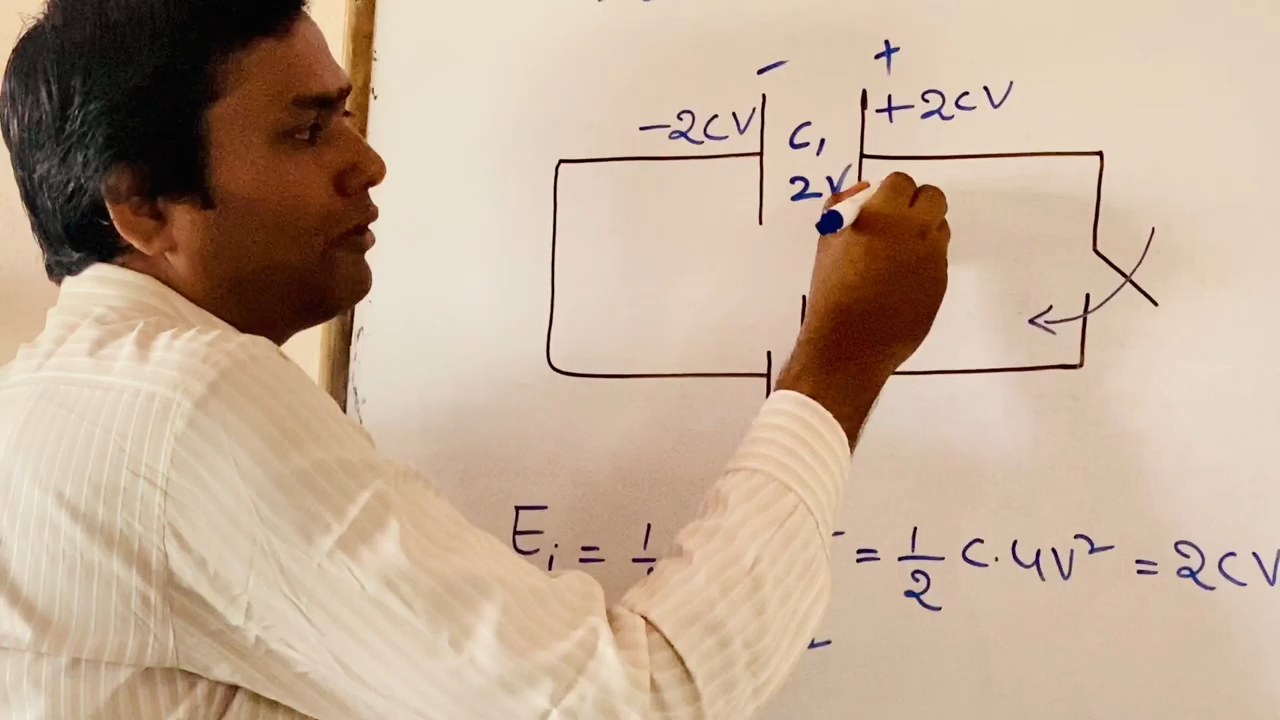 - +
-2CV +2CV
C,
2V
Ei = 1 = 1/2 C.4V² = 2CV